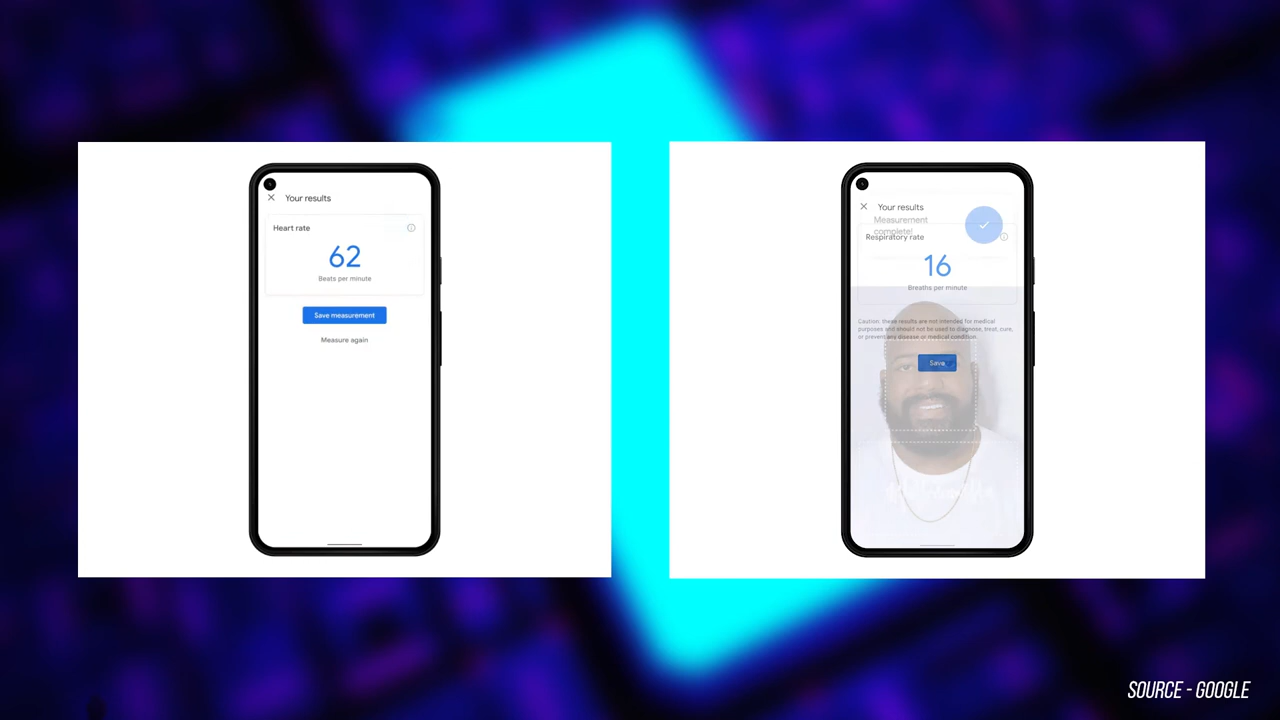 Your results
Heart rate
62
Beats per minute
Save measurement
Measure again
Your results
Measurement
complete!
Respiratory rate
16
Breaths per minute
Caution: these results are not intended for medical
purposes and should not be used to diagnose, treat, cure,
or prevent any disease or medical condition.
Save
SOURCE - GOOGLE